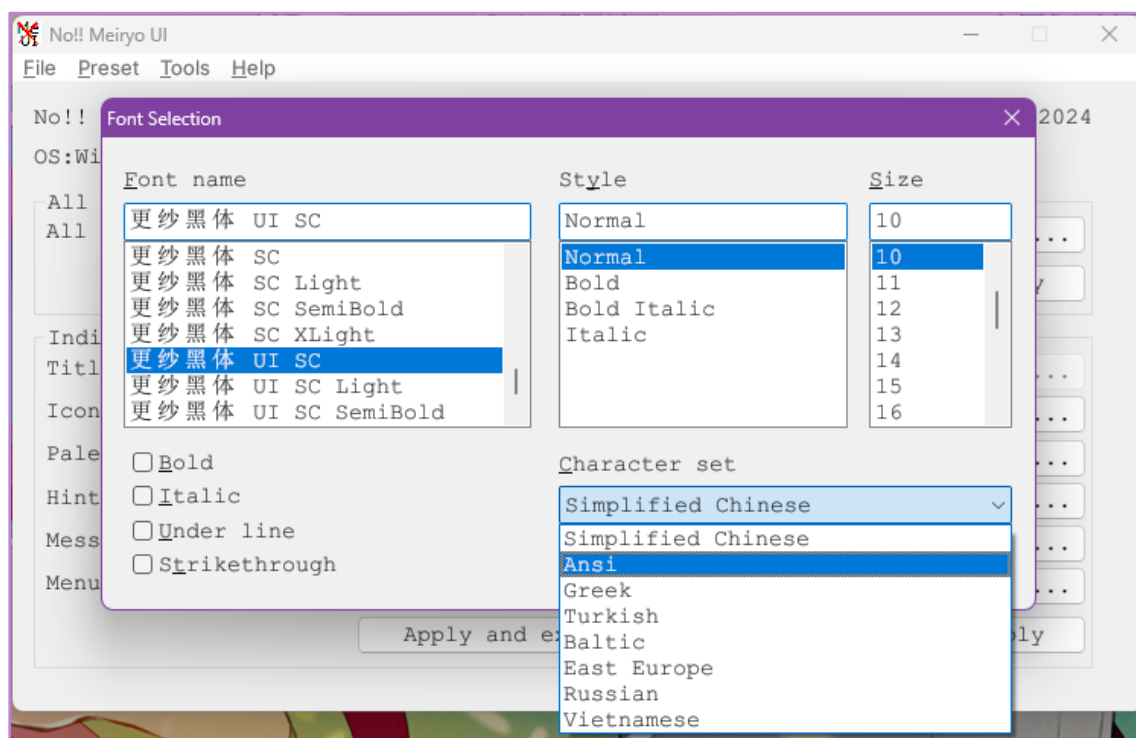 No!! Meiryo UI
File Preset Tools Help
No!!
2024
OS:Wi
Font Selection
Font name
Style
Size
更纱黑体 UI SC
Normal
10
更纱黑体 SC
更纱黑体 SC Light
更纱黑体 SC SemiBold
更纱黑体 SC XLight
更纱黑体 UI SC
更纱黑体 UI SC Light
更纱黑体 UI SC SemiBold
Normal
Bold
Bold Italic
Italic
10
11
12
13
14
15
16
Bold
Italic
Under line
Strikethrough
Character set
Simplified Chinese
Simplified Chinese
Ansi
Greek
Turkish
Baltic
East Europe
Russian
Vietnamese
All
All
...
Indi
Titl
...
Icon
...
Pale
...
Hint
...
Mess
...
Menu
...
Apply and e
ly